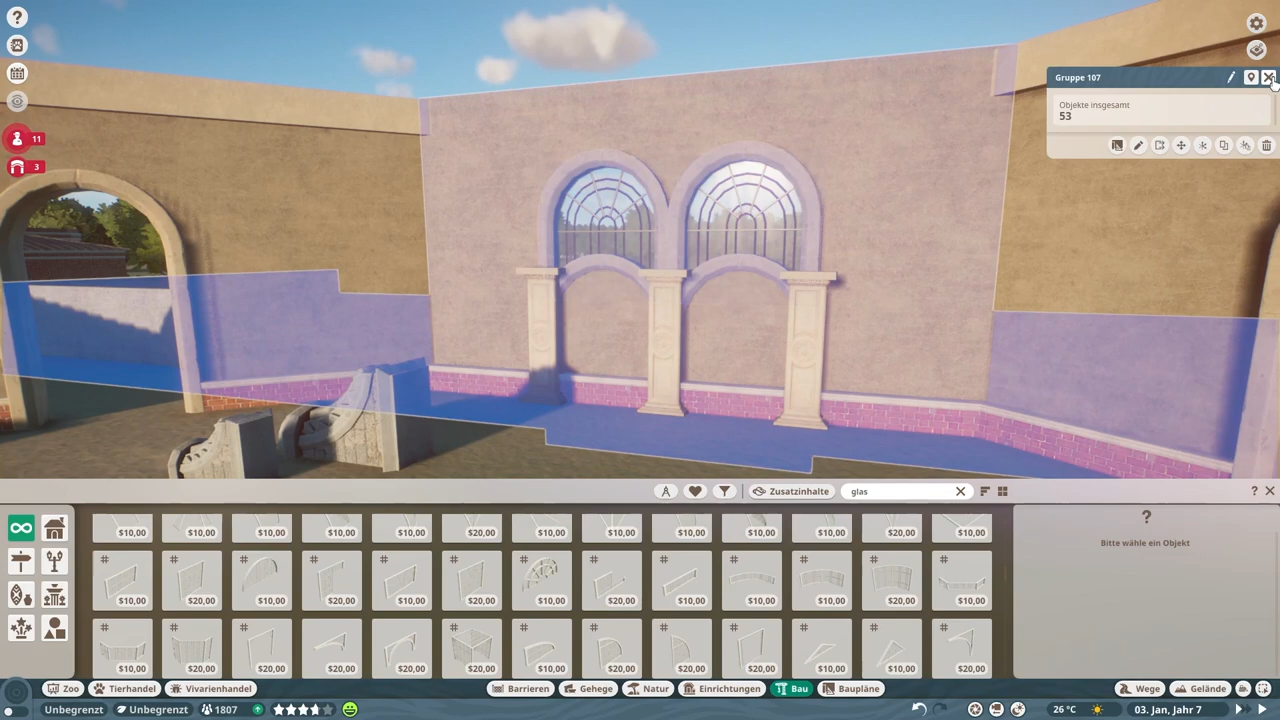 ?
11
3
Gruppe 107
Objekte insgesamt
53
Zusatzinhalte
glas
?
$10,00 $10,00 $10,00 $10,00 $10,00 $20,00 $10,00 $10,00 $10,00 $10,00 $10,00 $20,00 $10,00
$10,00 $20,00 $10,00 $20,00 $10,00 $20,00 $10,00 $20,00 $10,00 $10,00 $10,00 $20,00 $10,00
$10,00 $20,00 $20,00 $20,00 $20,00 $20,00 $10,00 $20,00 $20,00 $20,00 $10,00 $20,00 $20,00
?
Bitte wähle ein Objekt
Zoo Tierhandel Vivarienhandel Barrieren Gehege Natur Einrichtungen Bau Baupläne Wege Gelände
Unbegrenzt Unbegrenzt 1807 26 °C 03. Jan, Jahr 7